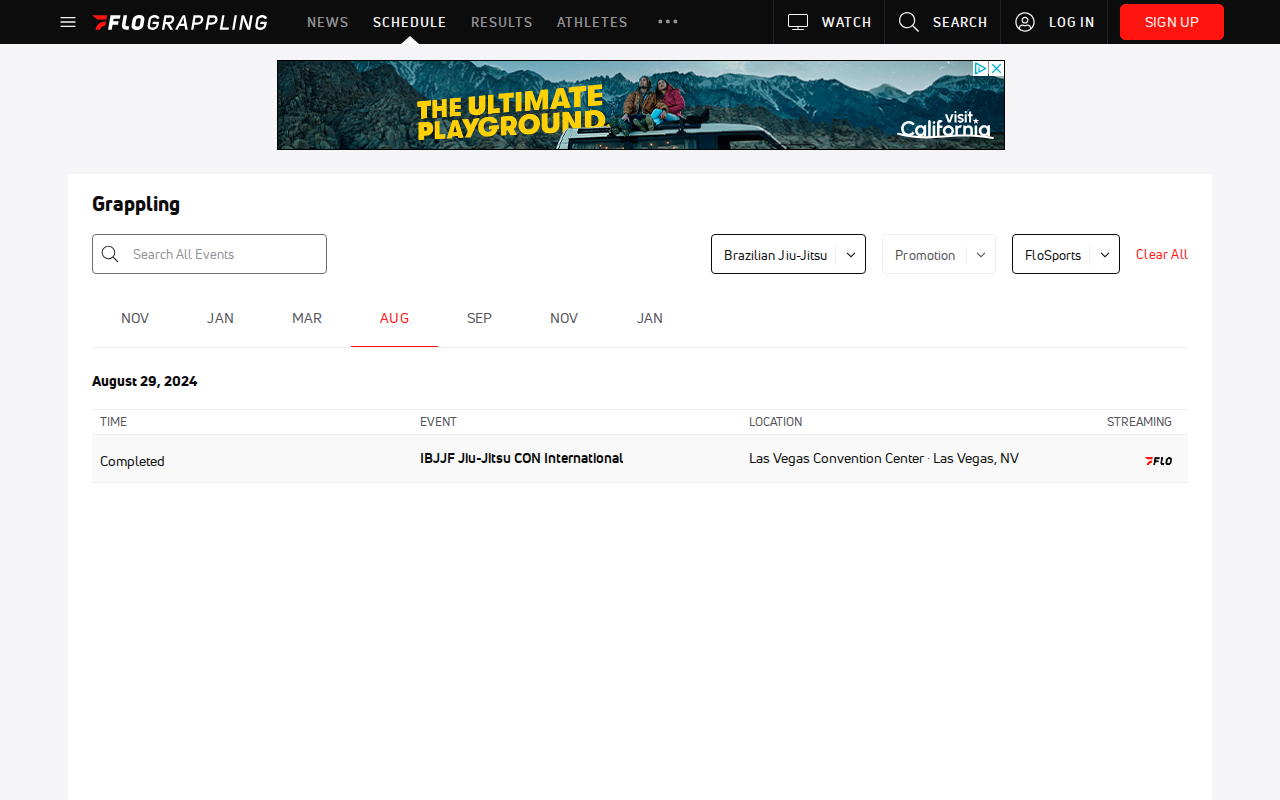 FLOGRAPPLING NEWS SCHEDULE RESULTS ATHLETES WATCH SEARCH LOG IN SIGN UP
THE ULTIMATE
PLAYGROUND
visit
California
Grappling
Search All Events Brazilian Jiu-Jitsu Promotion FloSports Clear All
NOV JAN MAR AUG SEP NOV JAN
August 29, 2024
TIME EVENT LOCATION STREAMING
Completed IBJJF Jiu-Jitsu CON International Las Vegas Convention Center · Las Vegas, NV FLO